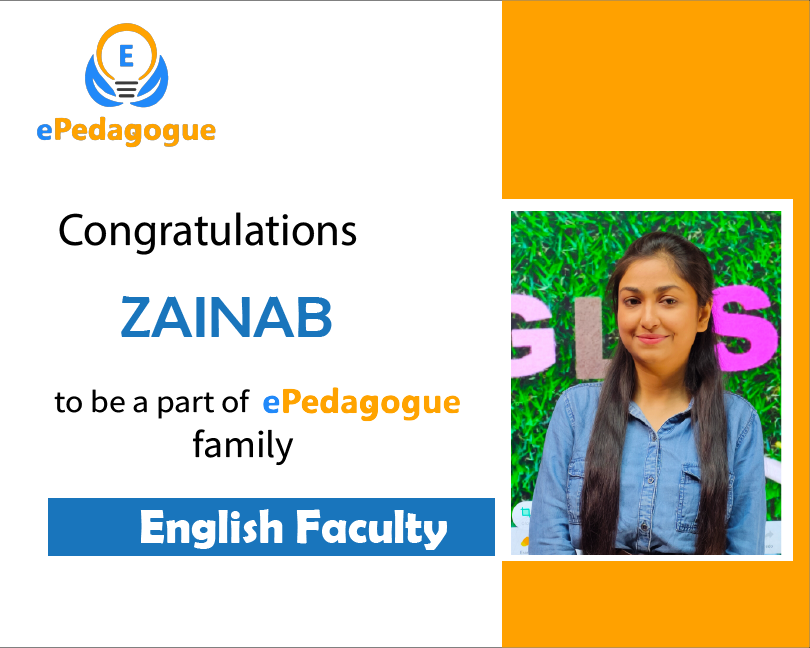 E
ePedagogue
Congratulations
ZAINAB
to be a part of ePedagogue
family
English Faculty